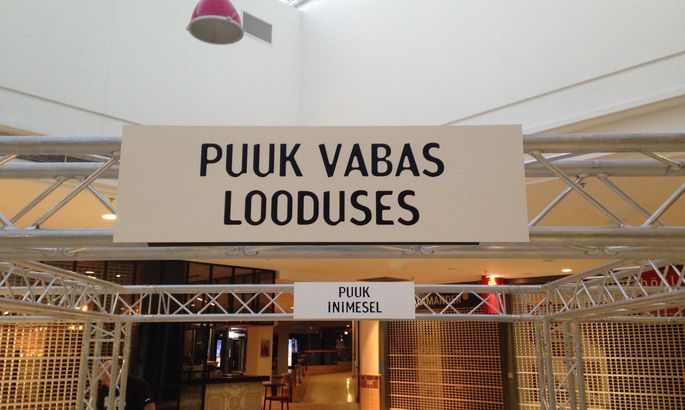 PUUK VABAS
LOODUSES
PUUK
INIMESEL